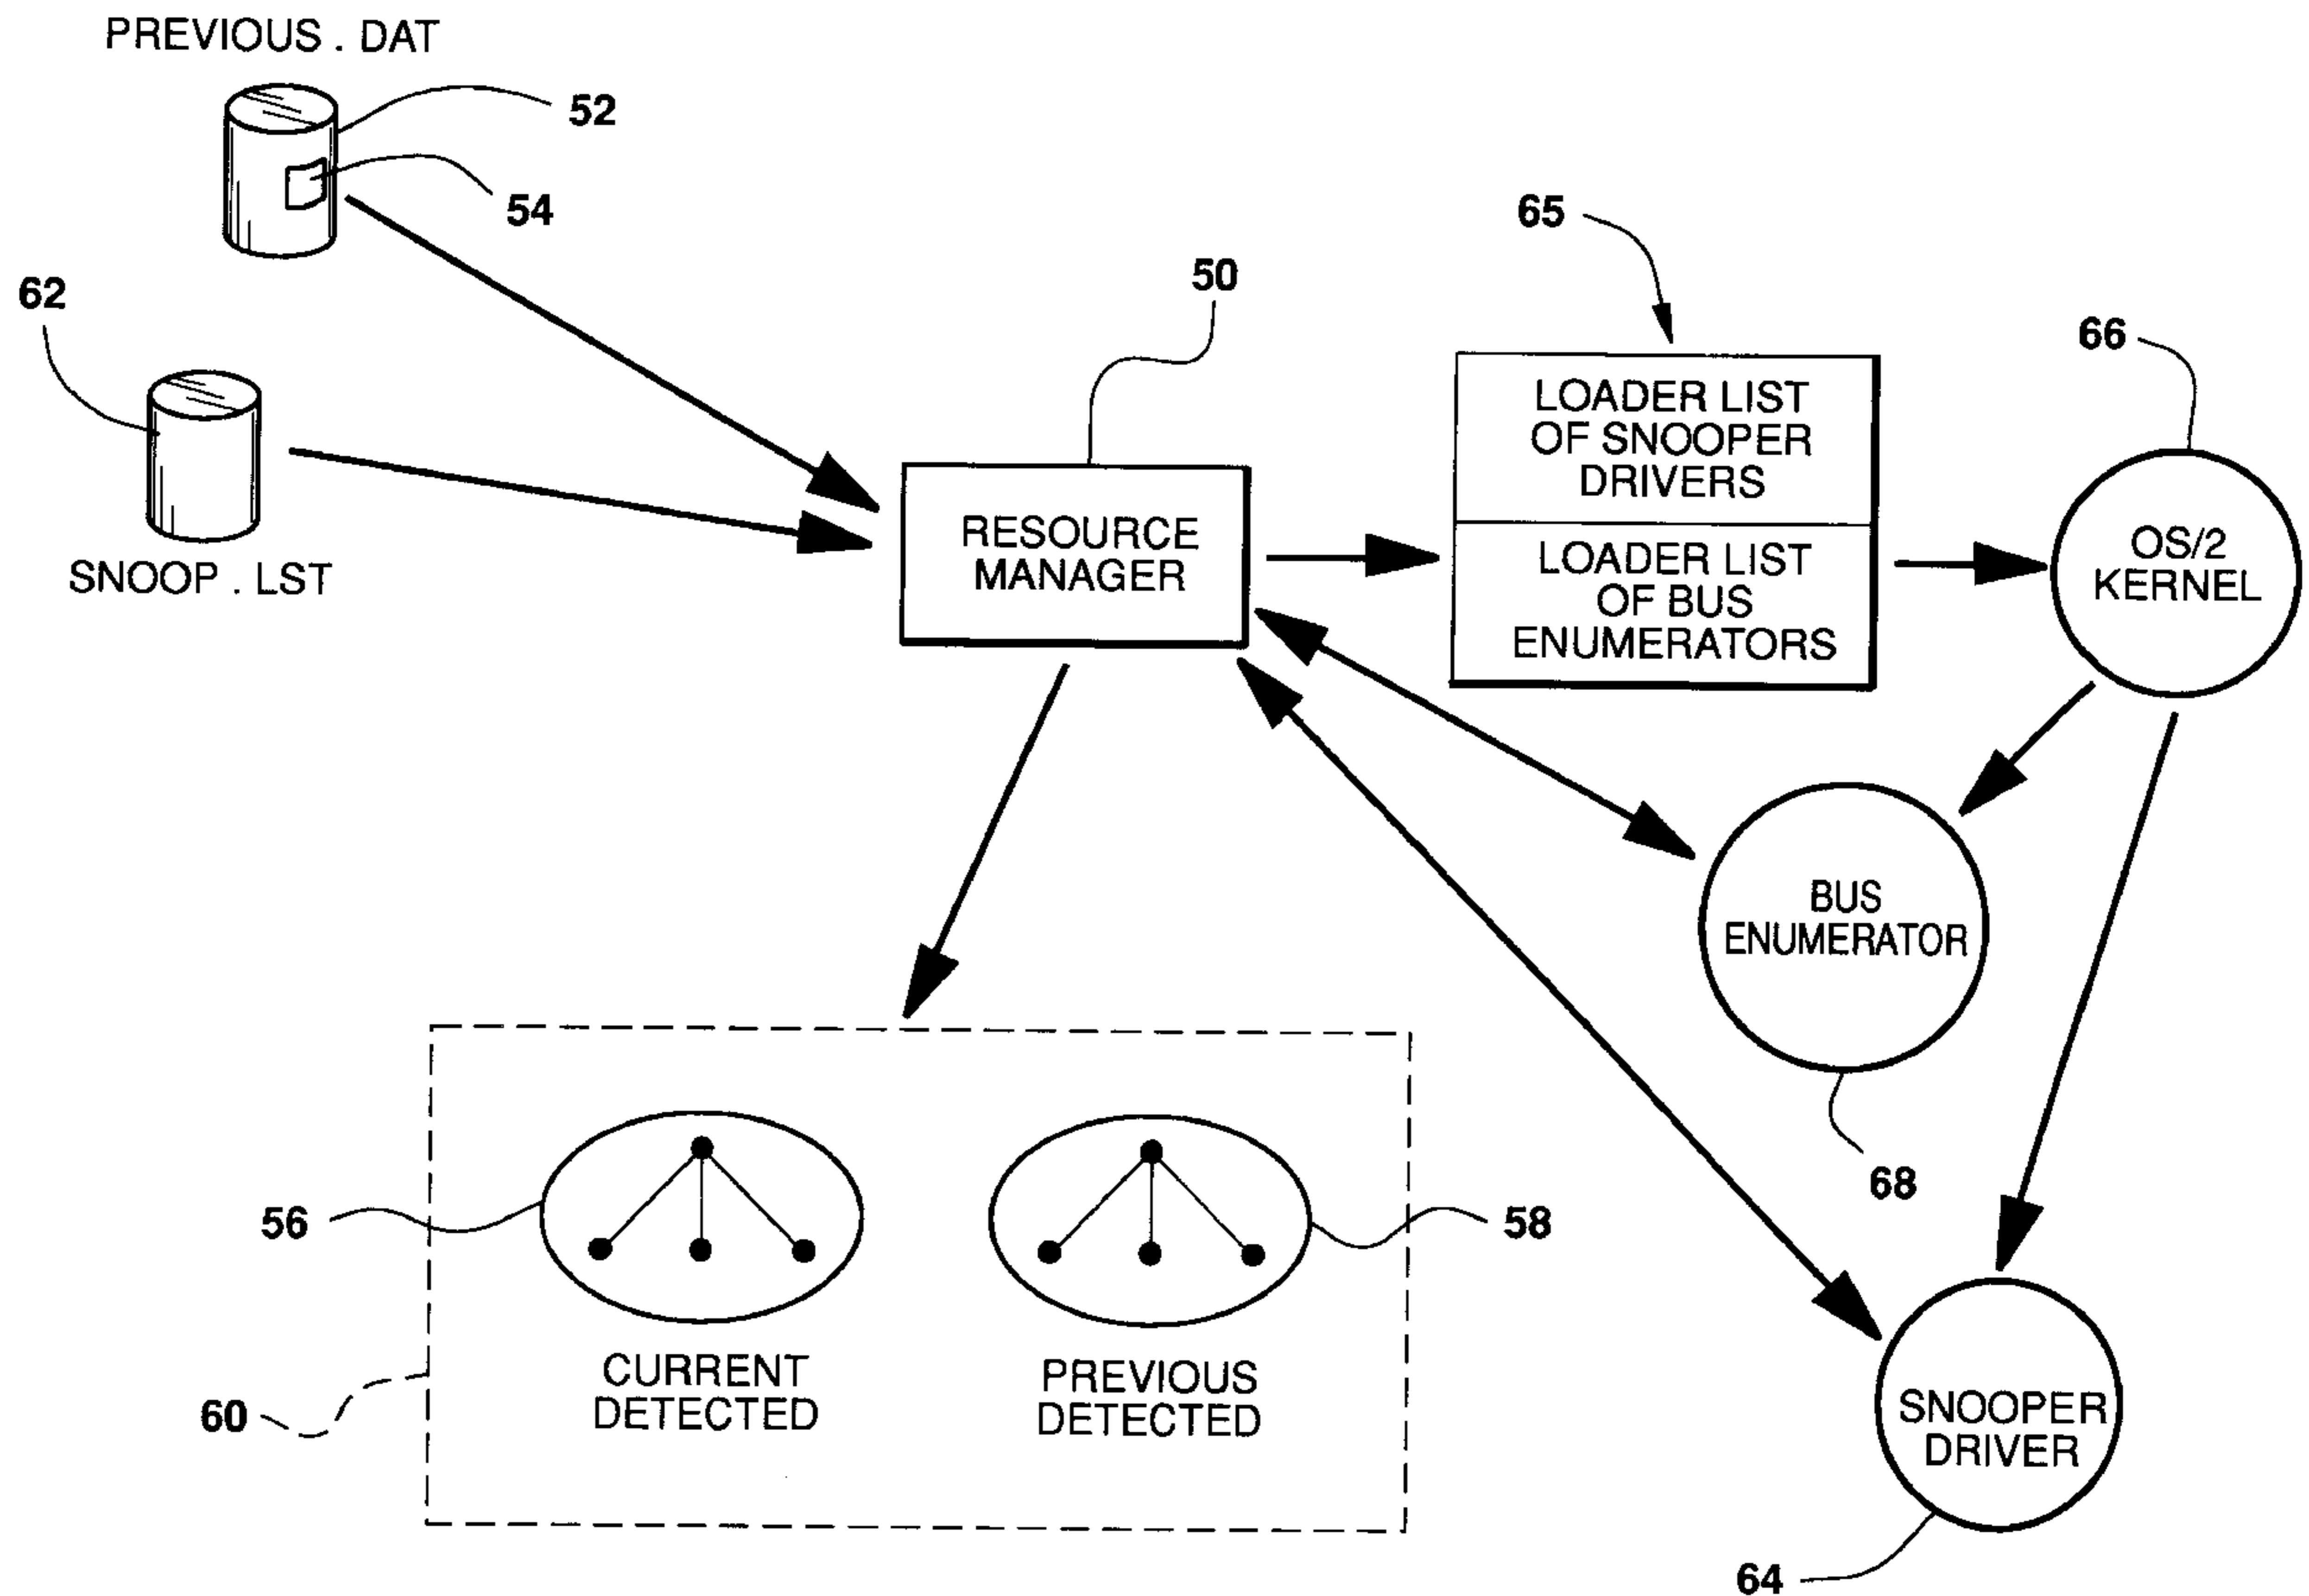 PREVIOUS . DAT
52
54
62
SNOOP . LST
50
RESOURCE
MANAGER
65
LOADER LIST
OF SNOOPER
DRIVERS
LOADER LIST
OF BUS
ENUMERATORS
66
OS/2
KERNEL
BUS
ENUMERATOR
68
56
58
CURRENT
DETECTED
PREVIOUS
DETECTED
60
SNOOPER
DRIVER
64